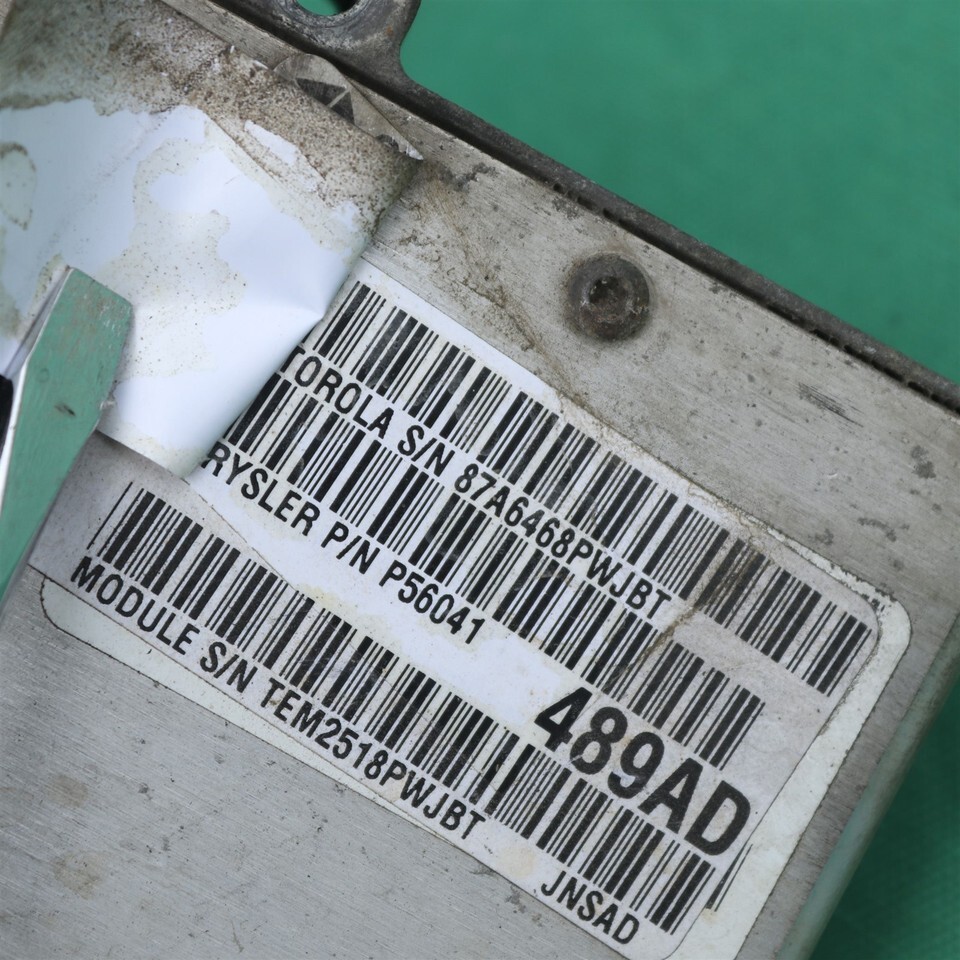 TOROLA S/N 87A6468PWJBT
RYSLER P/N P56041
489AD
MODULE S/N TEM2518PWJBT
JNSAD